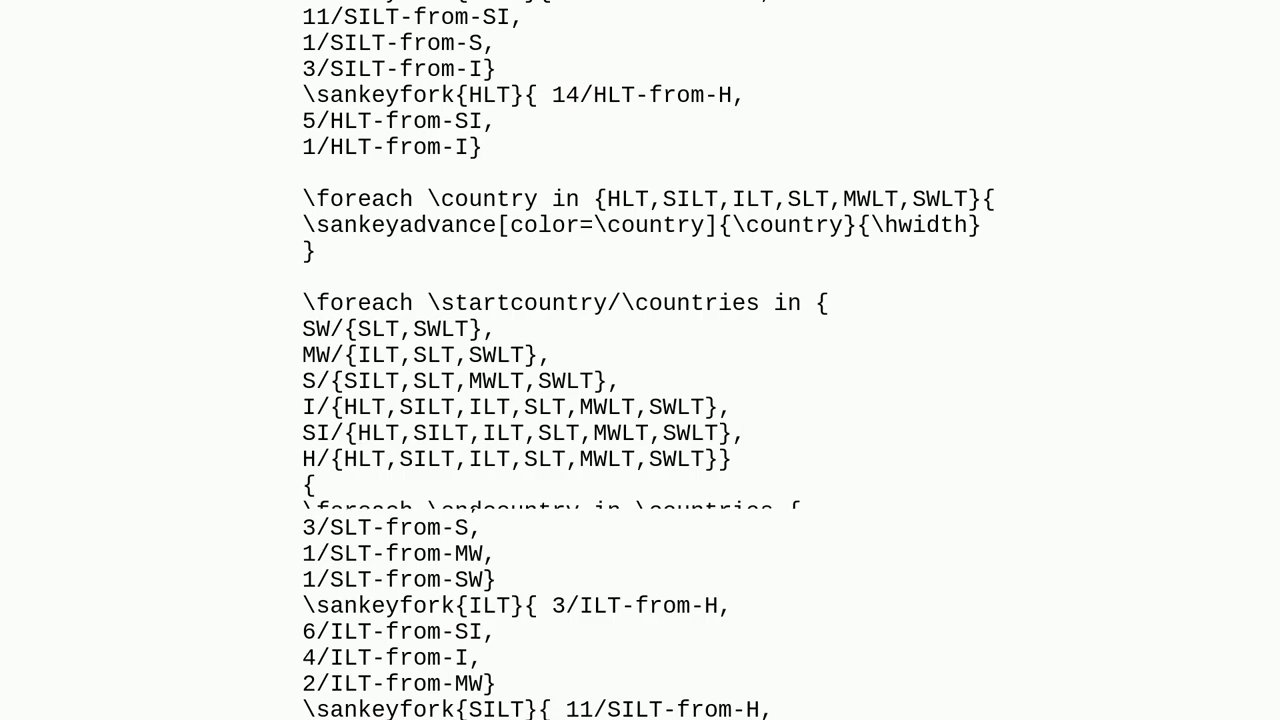 11/SILT-from-SI,
1/SILT-from-S,
3/SILT-from-I}
\sankeyfork{HLT}{ 14/HLT-from-H,
5/HLT-from-SI,
1/HLT-from-I}
\foreach \country in {HLT,SILT,ILT,SLT,MWLT,SWLT}{
\sankeyadvance[color=\country]{\country}{\hwidth}
}
\foreach \startcountry/\countries in {
SW/{SLT,SWLT},
MW/{ILT,SLT,SWLT},
S/{SILT,SLT,MWLT,SWLT},
I/{HLT,SILT,ILT,SLT,MWLT,SWLT},
SI/{HLT,SILT,ILT,SLT,MWLT,SWLT},
H/{HLT,SILT,ILT,SLT,MWLT,SWLT}}
{
\foreach \endcountry in \countries {
3/SLT-from-S,
1/SLT-from-MW,
1/SLT-from-SW}
\sankeyfork{ILT}{ 3/ILT-from-H,
6/ILT-from-SI,
4/ILT-from-I,
2/ILT-from-MW}
\sankeyfork{SILT}{ 11/SILT-from-H,